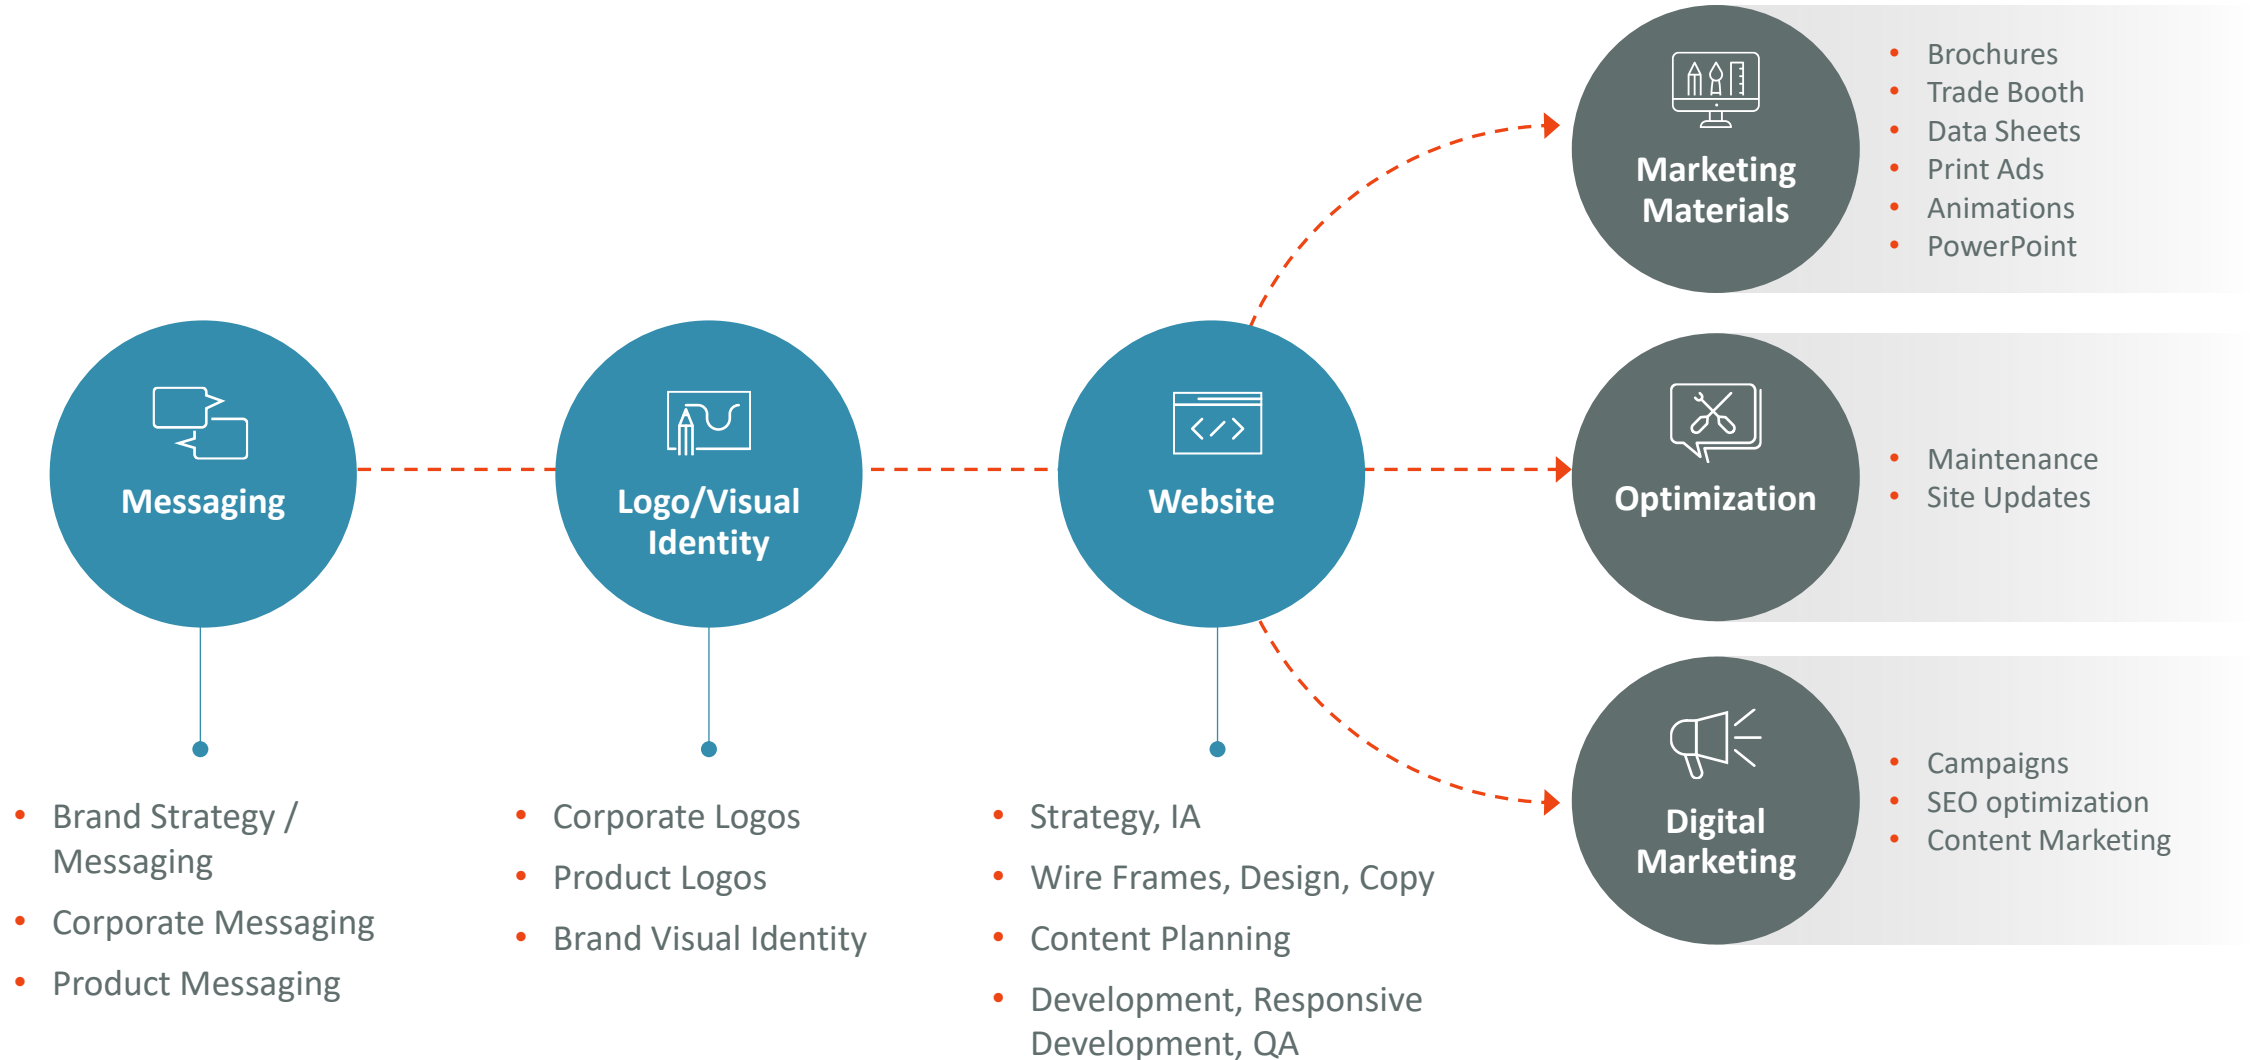 Messaging
• Brand Strategy /
Messaging
• Corporate Messaging
• Product Messaging
Logo/Visual
Identity
• Corporate Logos
• Product Logos
• Brand Visual Identity
Website
• Strategy, IA
• Wire Frames, Design, Copy
• Content Planning
• Development, Responsive
Development, QA
Marketing
Materials
• Brochures
• Trade Booth
• Data Sheets
• Print Ads
• Animations
• PowerPoint
Optimization
• Maintenance
• Site Updates
Digital
Marketing
• Campaigns
• SEO optimization
• Content Marketing